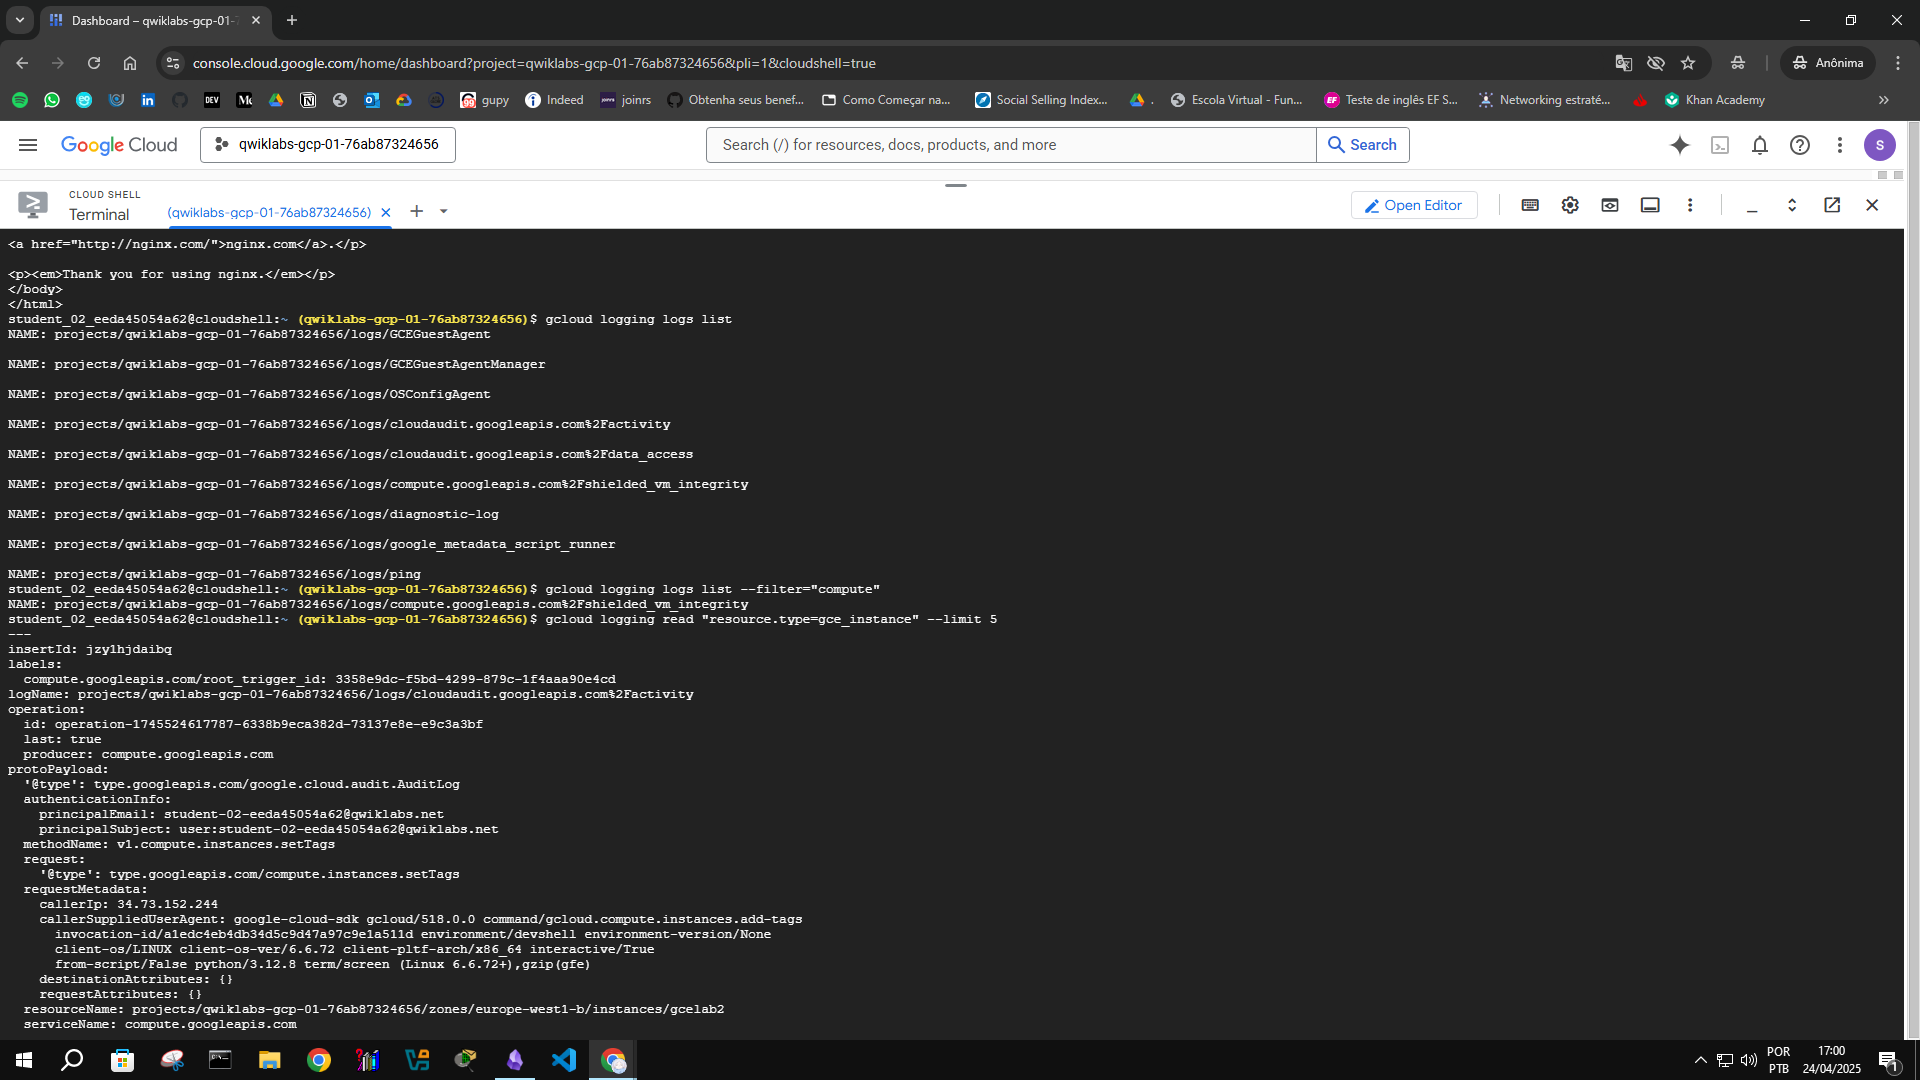 Dashboard – qwiklabs-gcp-01-7
console.cloud.google.com/home/dashboard?project=qwiklabs-gcp-01-76ab87324656&pli=1&cloudshell=true
Anônima
DEV
gupy
Indeed
joinrs
Obtenha seus benef...
Como Começar na...
Social Selling Index...
.
Escola Virtual - Fun...
EF
Teste de inglês EF S...
Networking estraté...
Khan Academy
Google Cloud
qwiklabs-gcp-01-76ab87324656
Search (/) for resources, docs, products, and more
Search
S
CLOUD SHELL
Terminal
(qwiklabs-gcp-01-76ab87324656)
Open Editor
<a href="http://nginx.com/">nginx.com</a>.</p>
<p><em>Thank you for using nginx.</em></p>
</body>
</html>
student_02_eeda45054a62@cloudshell:~ (qwiklabs-gcp-01-76ab87324656)$ gcloud logging logs list
NAME: projects/qwiklabs-gcp-01-76ab87324656/logs/GCEGuestAgent
NAME: projects/qwiklabs-gcp-01-76ab87324656/logs/GCEGuestAgentManager
NAME: projects/qwiklabs-gcp-01-76ab87324656/logs/OSConfigAgent
NAME: projects/qwiklabs-gcp-01-76ab87324656/logs/cloudaudit.googleapis.com%2Factivity
NAME: projects/qwiklabs-gcp-01-76ab87324656/logs/cloudaudit.googleapis.com%2Fdata_access
NAME: projects/qwiklabs-gcp-01-76ab87324656/logs/compute.googleapis.com%2Fshielded_vm_integrity
NAME: projects/qwiklabs-gcp-01-76ab87324656/logs/diagnostic-log
NAME: projects/qwiklabs-gcp-01-76ab87324656/logs/google_metadata_script_runner
NAME: projects/qwiklabs-gcp-01-76ab87324656/logs/ping
student_02_eeda45054a62@cloudshell:~ (qwiklabs-gcp-01-76ab87324656)$ gcloud logging logs list --filter="compute"
NAME: projects/qwiklabs-gcp-01-76ab87324656/logs/compute.googleapis.com%2Fshielded_vm_integrity
student_02_eeda45054a62@cloudshell:~ (qwiklabs-gcp-01-76ab87324656)$ gcloud logging read "resource.type=gce_instance" --limit 5
---
insertId: jzy1hjdaibq
labels:
  compute.googleapis.com/root_trigger_id: 3358e9dc-f5bd-4299-879c-1f4aaa90e4cd
logName: projects/qwiklabs-gcp-01-76ab87324656/logs/cloudaudit.googleapis.com%2Factivity
operation:
  id: operation-1745524617787-6338b9eca382d-73137e8e-e9c3a3bf
  last: true
  producer: compute.googleapis.com
protoPayload:
  '@type': type.googleapis.com/google.cloud.audit.AuditLog
  authenticationInfo:
    principalEmail: student-02-eeda45054a62@qwiklabs.net
    principalSubject: user:student-02-eeda45054a62@qwiklabs.net
  methodName: v1.compute.instances.setTags
  request:
    '@type': type.googleapis.com/compute.instances.setTags
  requestMetadata:
    callerIp: 34.73.152.244
    callerSuppliedUserAgent: google-cloud-sdk gcloud/518.0.0 command/gcloud.compute.instances.add-tags
      invocation-id/a1edc4eb4db34d5c9d47a97c9e1a511d environment/devshell environment-version/None
      client-os/LINUX client-os-ver/6.6.72 client-pltf-arch/x86_64 interactive/True
      from-script/False python/3.12.8 term/screen (Linux 6.6.72+),gzip(gfe)
    destinationAttributes: {}
    requestAttributes: {}
  resourceName: projects/qwiklabs-gcp-01-76ab87324656/zones/europe-west1-b/instances/gcelab2
  serviceName: compute.googleapis.com
POR
PTB
17:00
24/04/2025
1